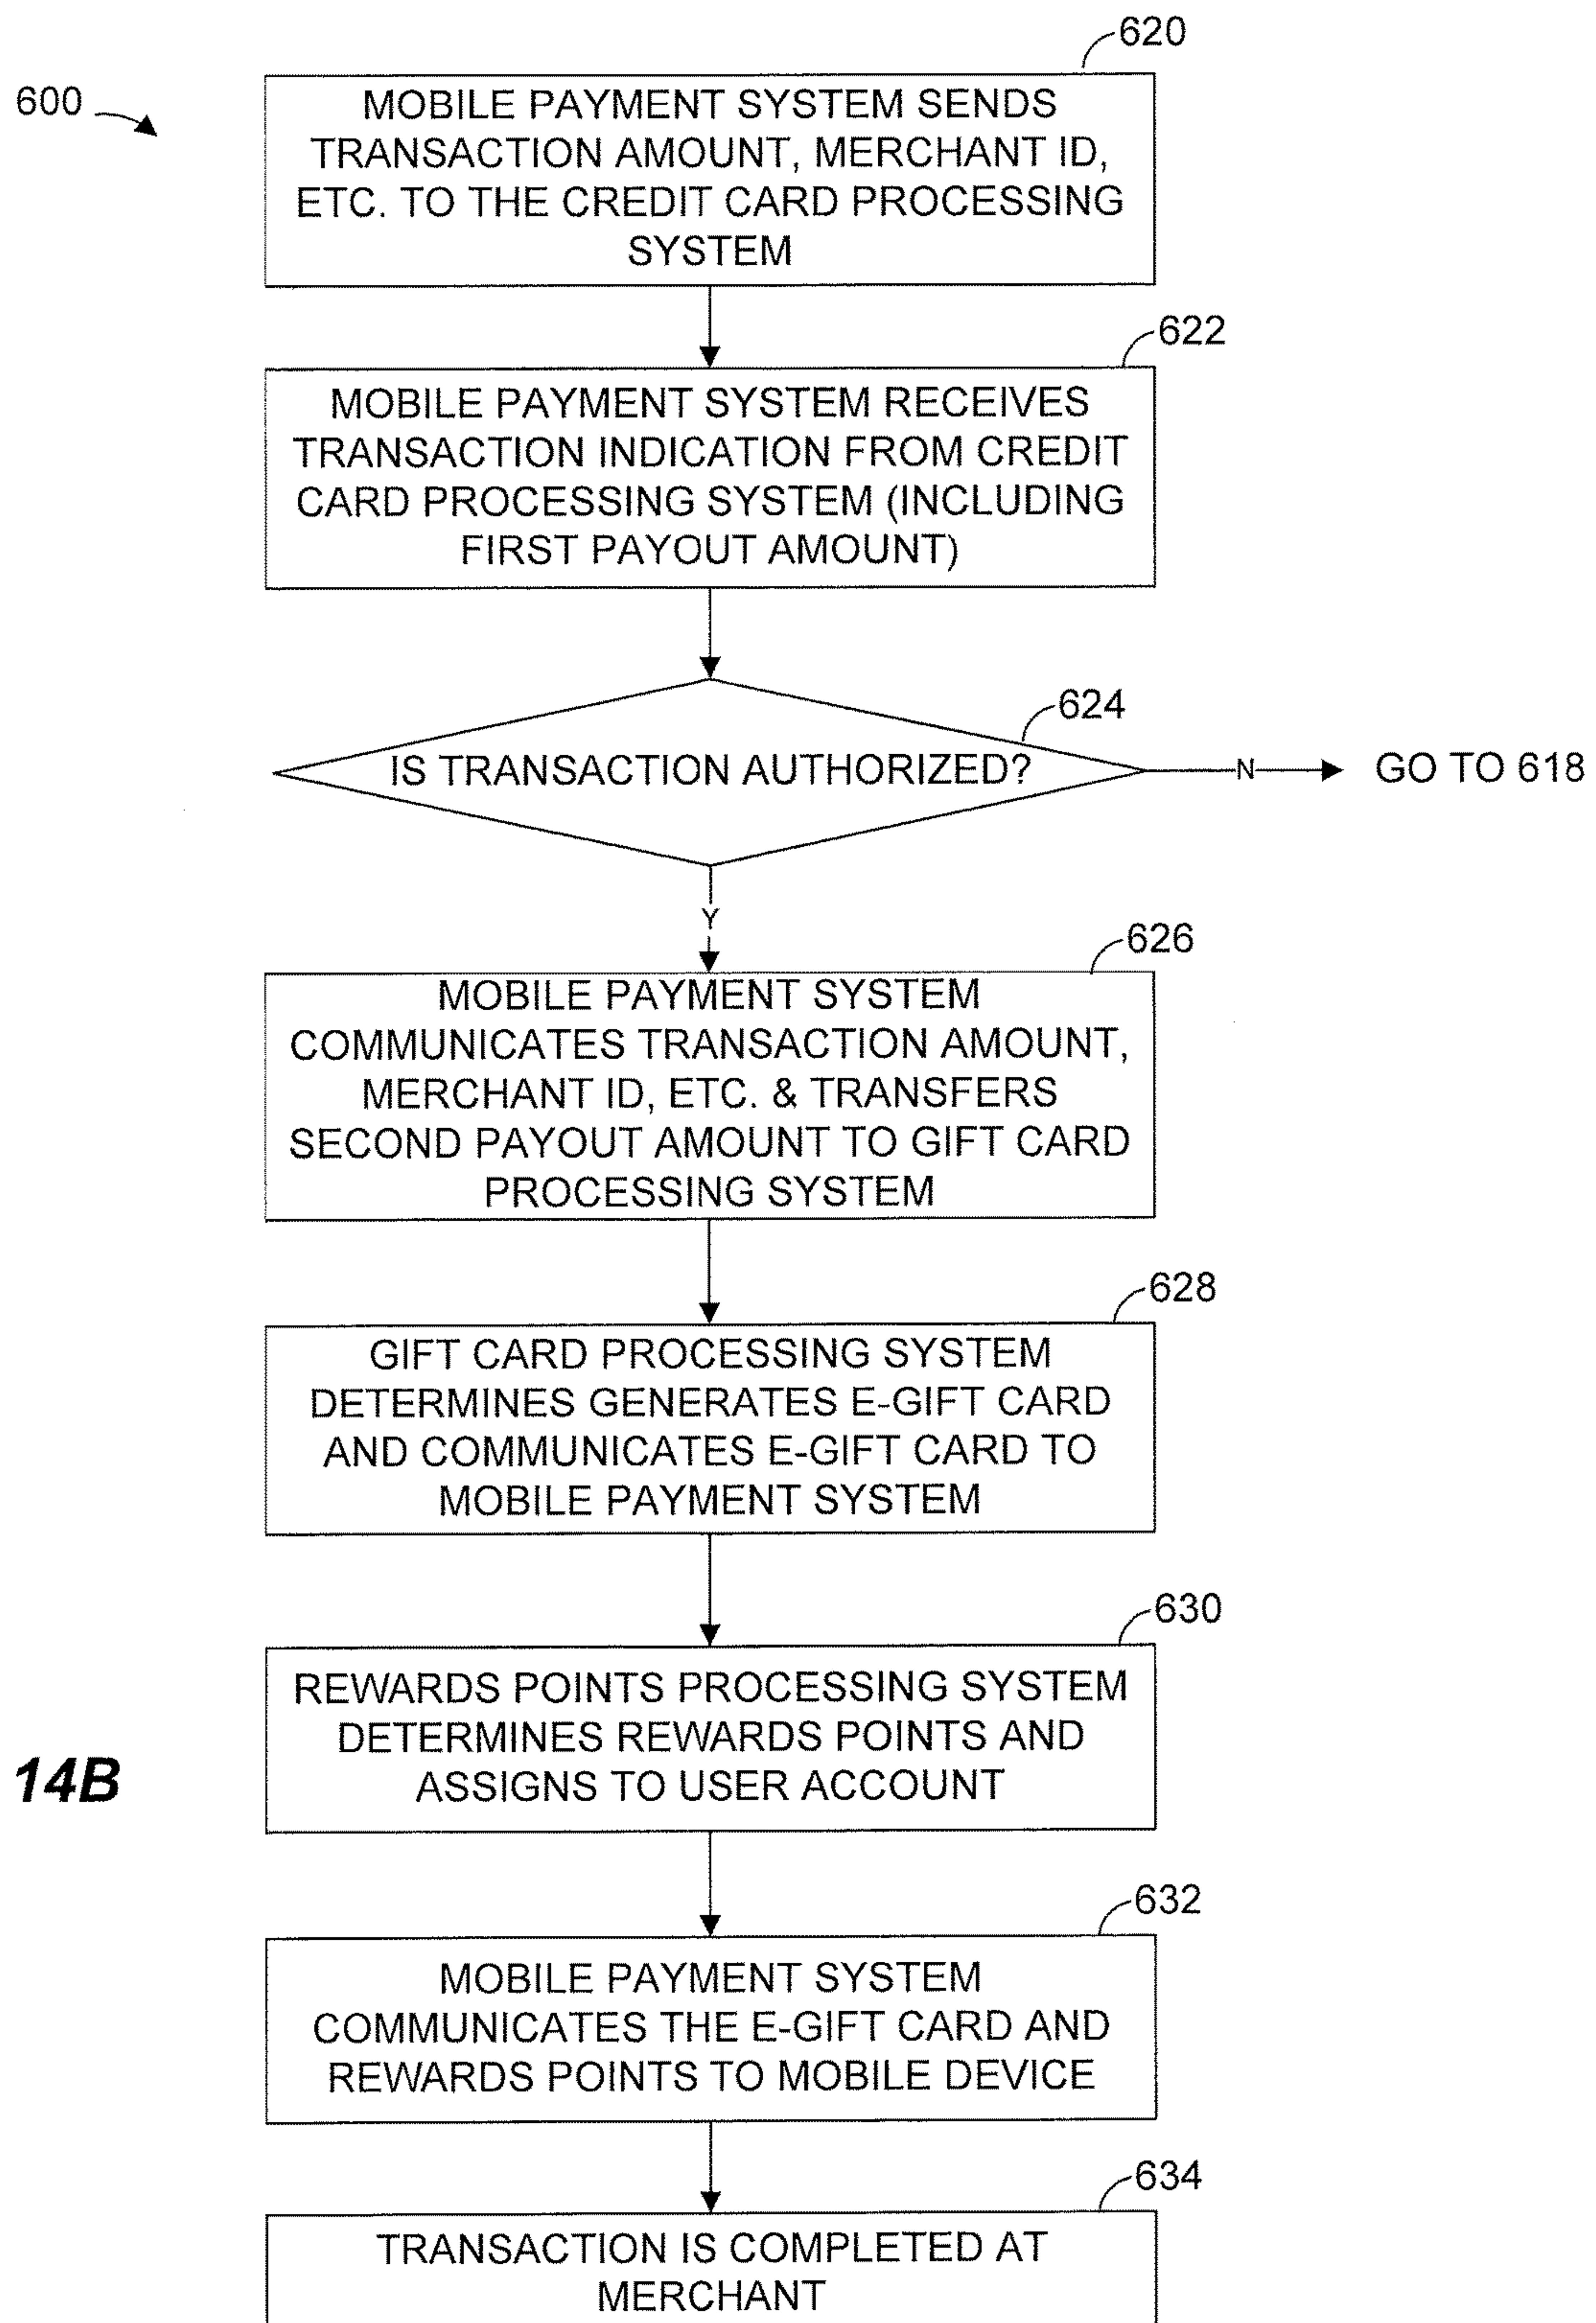 620
600
MOBILE PAYMENT SYSTEM SENDS
TRANSACTION AMOUNT, MERCHANT ID,
ETC. TO THE CREDIT CARD PROCESSING
SYSTEM
622
MOBILE PAYMENT SYSTEM RECEIVES
TRANSACTION INDICATION FROM CREDIT
CARD PROCESSING SYSTEM (INCLUDING
FIRST PAYOUT AMOUNT)
624
IS TRANSACTION AUTHORIZED?
N
GO TO 618
Y
626
MOBILE PAYMENT SYSTEM
COMMUNICATES TRANSACTION AMOUNT,
MERCHANT ID, ETC. & TRANSFERS
SECOND PAYOUT AMOUNT TO GIFT CARD
PROCESSING SYSTEM
628
GIFT CARD PROCESSING SYSTEM
DETERMINES GENERATES E-GIFT CARD
AND COMMUNICATES E-GIFT CARD TO
MOBILE PAYMENT SYSTEM
630
REWARDS POINTS PROCESSING SYSTEM
DETERMINES REWARDS POINTS AND
ASSIGNS TO USER ACCOUNT
14B
632
MOBILE PAYMENT SYSTEM
COMMUNICATES THE E-GIFT CARD AND
REWARDS POINTS TO MOBILE DEVICE
634
TRANSACTION IS COMPLETED AT
MERCHANT